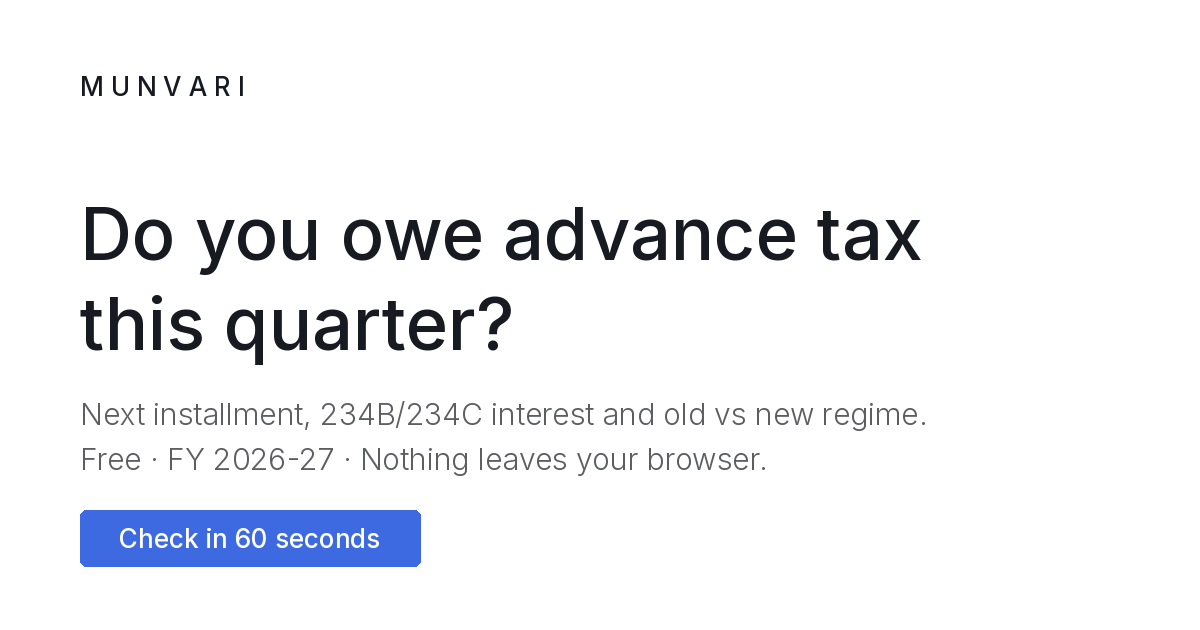 MUNVARI
Do you owe advance tax
this quarter?
Next installment, 234B/234C interest and old vs new regime.
Free · FY 2026-27 · Nothing leaves your browser.
Check in 60 seconds